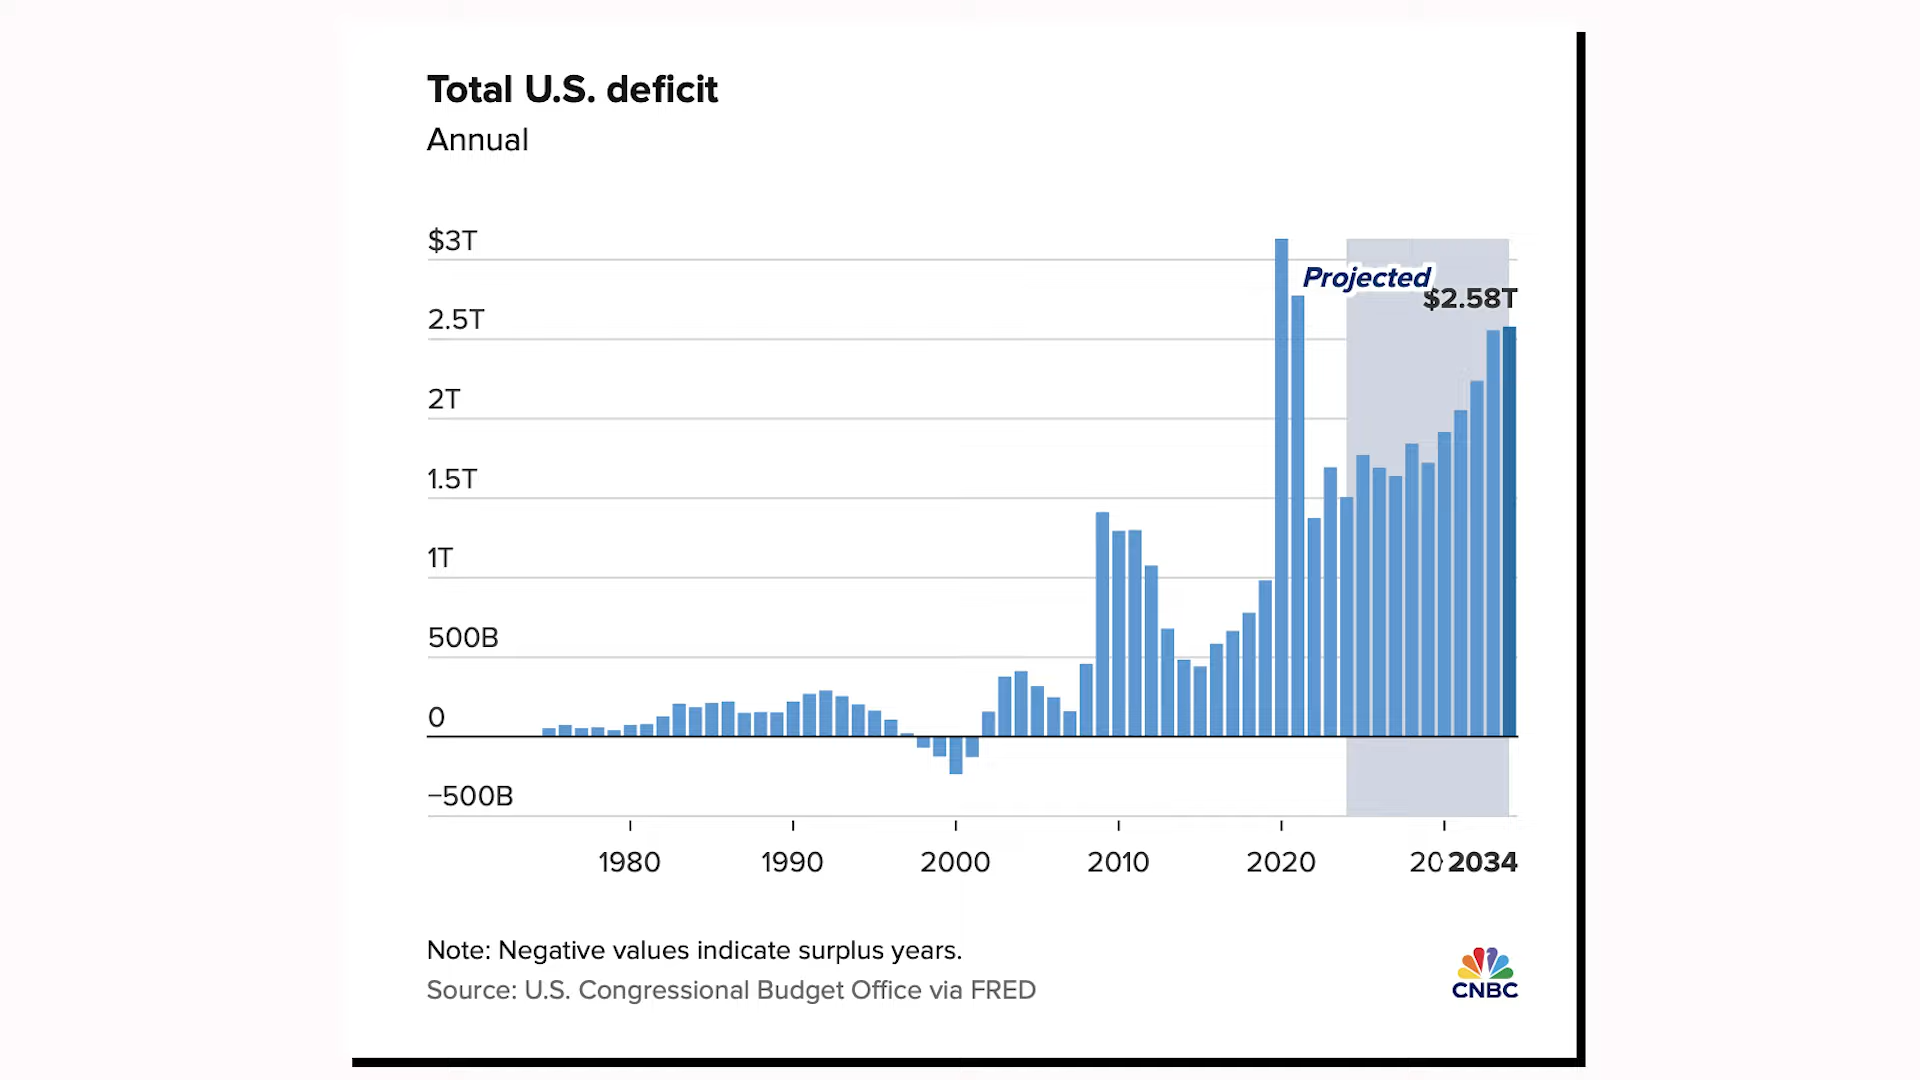 Total U.S. deficit
Annual
$3T
Projected
$2.58T
2.5T
2T
1.5T
1T
500B
0
−500B
1980 1990 2000 2010 2020 20 2034
Note: Negative values indicate surplus years.
Source: U.S. Congressional Budget Office via FRED
CNBC